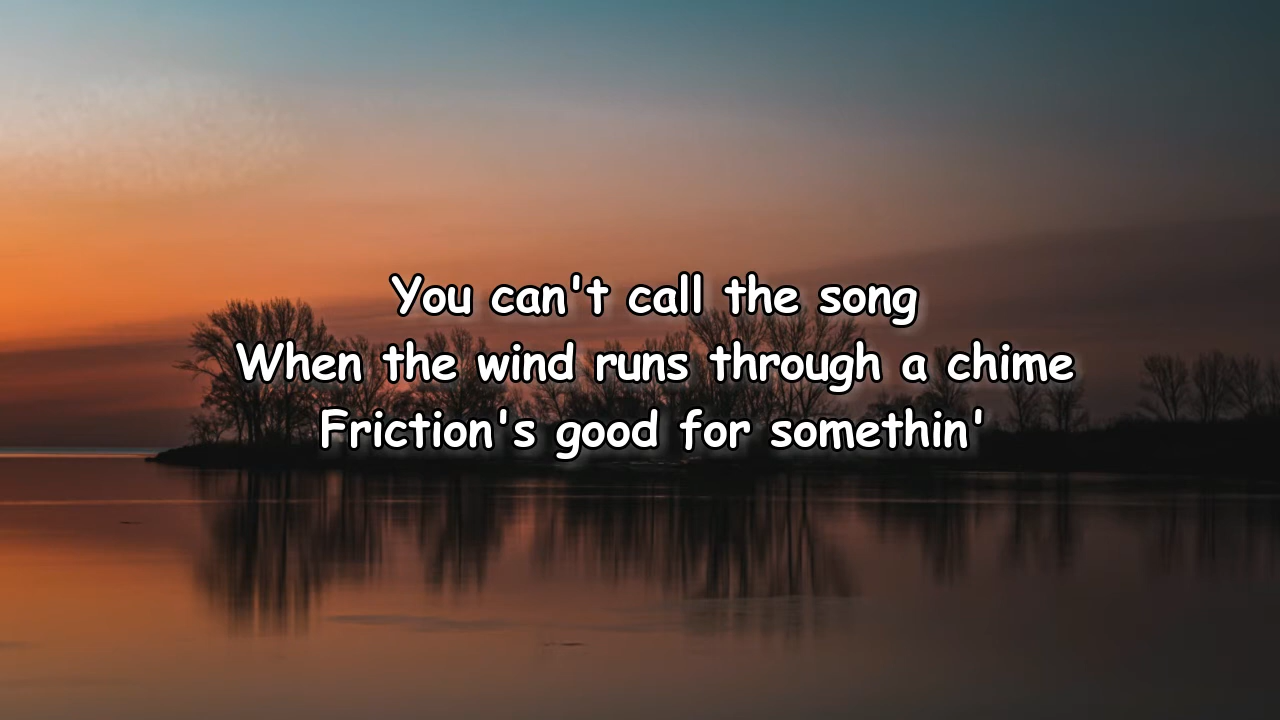 You can't call the song
When the wind runs through a chime
Friction's good for somethin'